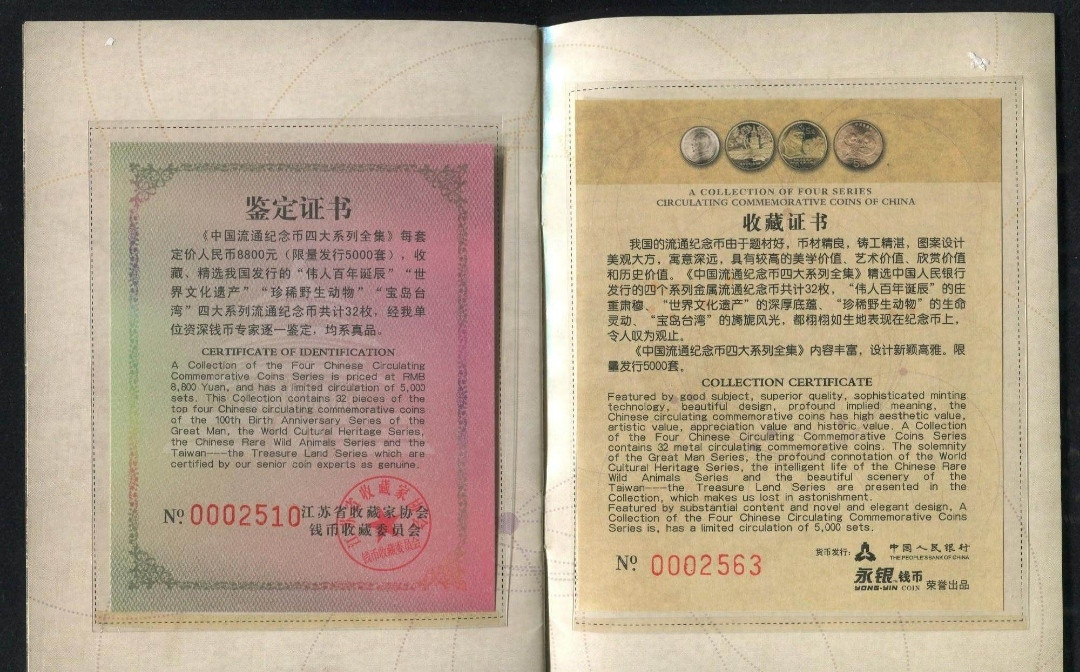 鉴定证书
《中国流通纪念币四大系列全集》每套
定价人民币8800元（限量发行5000套），收
藏、精选我国发行的“伟人百年诞辰”“世
界文化遗产”“珍稀野生动物”“宝岛台
湾”四大系列流通纪念币共计32枚，经我单
位资深钱币专家逐一鉴定，均系真品。
CERTIFICATE OF IDENTIFICATION
A Collection of the Four Chinese Circulating
Commemorative Coins Series is priced at RMB
8,800 Yuan, and has a limited circulation of 5,000
sets. This Collection contains 32 pieces of the
top four Chinese circulating commemorative coins
of the 100th Birth Anniversary Series of the
Great Man, the World Cultural Heritage Series,
the Chinese Rare Wild Animals Series and the
Taiwan——the Treasure Land Series which are
certified by our senior coin experts as genuine.
№ 0002510
江苏省收藏家协会
钱币收藏委员会
钱币收藏委员会
A COLLECTION OF FOUR SERIES
CIRCULATING COMMEMORATIVE COINS OF CHINA
收藏证书
我国的流通纪念币由于题材好，币材精良，铸工精湛，图案设计
美观大方，寓意深远，具有较高的美学价值、艺术价值、欣赏价值
和历史价值。《中国流通纪念币四大系列全集》精选中国人民银行
发行的四个系列金属流通纪念币共计32枚，“伟人百年诞辰”的庄
重肃穆、“世界文化遗产”的深厚底蕴、“珍稀野生动物”的生命
灵动、“宝岛台湾”的旖旎风光，都栩栩如生地表现在纪念币上，
令人叹为观止。
《中国流通纪念币四大系列全集》内容丰富，设计新颖高雅。限
量发行5000套。
COLLECTION CERTIFICATE
Featured by good subject, superior quality, sophisticated minting
technology, beautiful design, profound implied meaning, the
Chinese circulating commemorative coins has high aesthetic value,
artistic value, appreciation value and historic value. A Collection
of the Four Chinese Circulating Commemorative Coins Series
contains 32 metal circulating commemorative coins. The solemnity
of the Great Man Series, the profound connotation of the World
Cultural Heritage Series, the intelligent life of the Chinese Rare
Wild Animals Series and the beautiful scenery of the
Taiwan——the Treasure Land Series are presented in the
Collection, which makes us lost in astonishment.
Featured by substantial content and novel and elegant design, A
Collection of the Four Chinese Circulating Commemorative Coins
Series is, has a limited circulation of 5,000 sets.
№ 0002563
货币发行：中国人民银行
THE PEOPLE'S BANK OF CHINA
永银.钱币 荣誉出品
YONG-YIN COIN